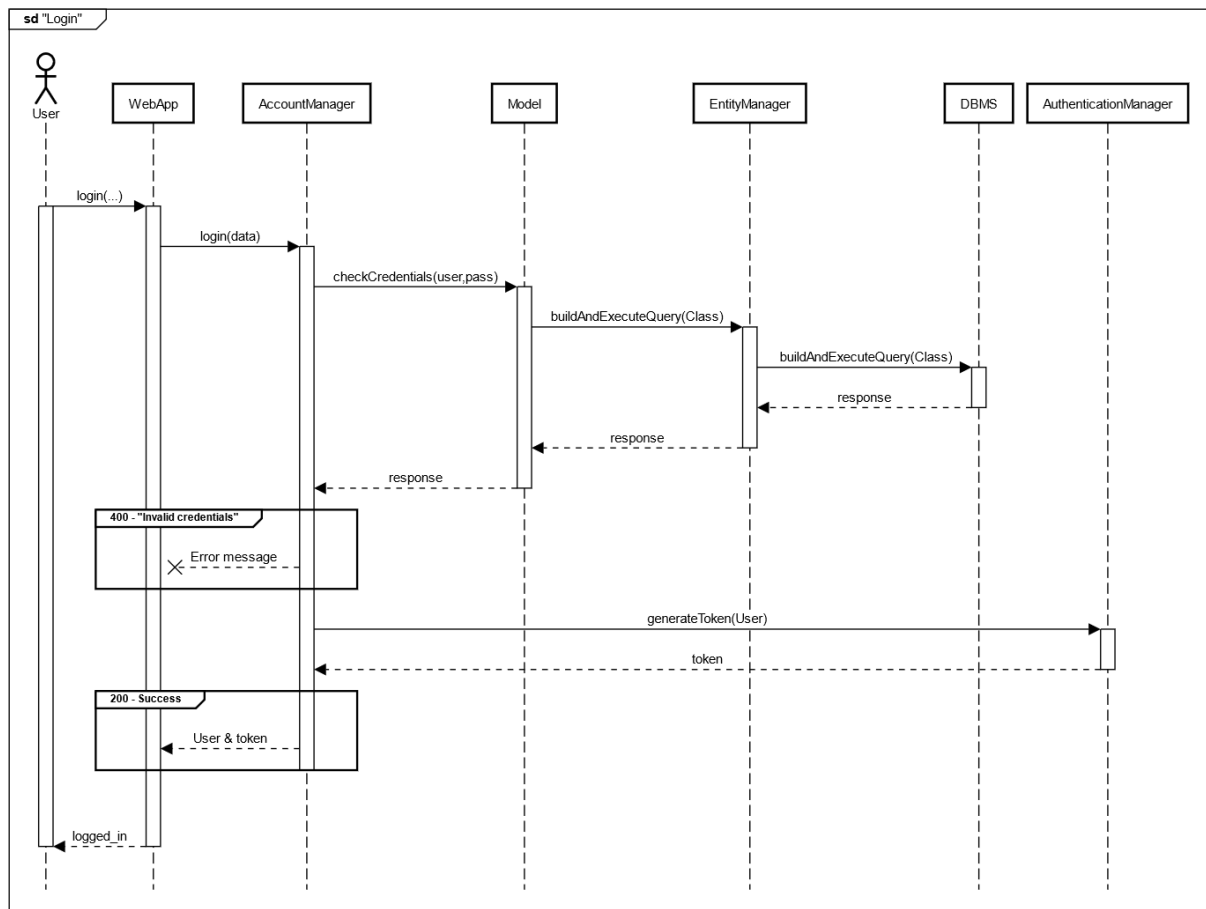 sd "Login"
User
WebApp
AccountManager
Model
EntityManager
DBMS
AuthenticationManager
login(...)
login(data)
checkCredentials(user,pass)
buildAndExecuteQuery(Class)
buildAndExecuteQuery(Class)
response
response
response
400 - "Invalid credentials"
Error message
generateToken(User)
token
200 - Success
User & token
logged_in